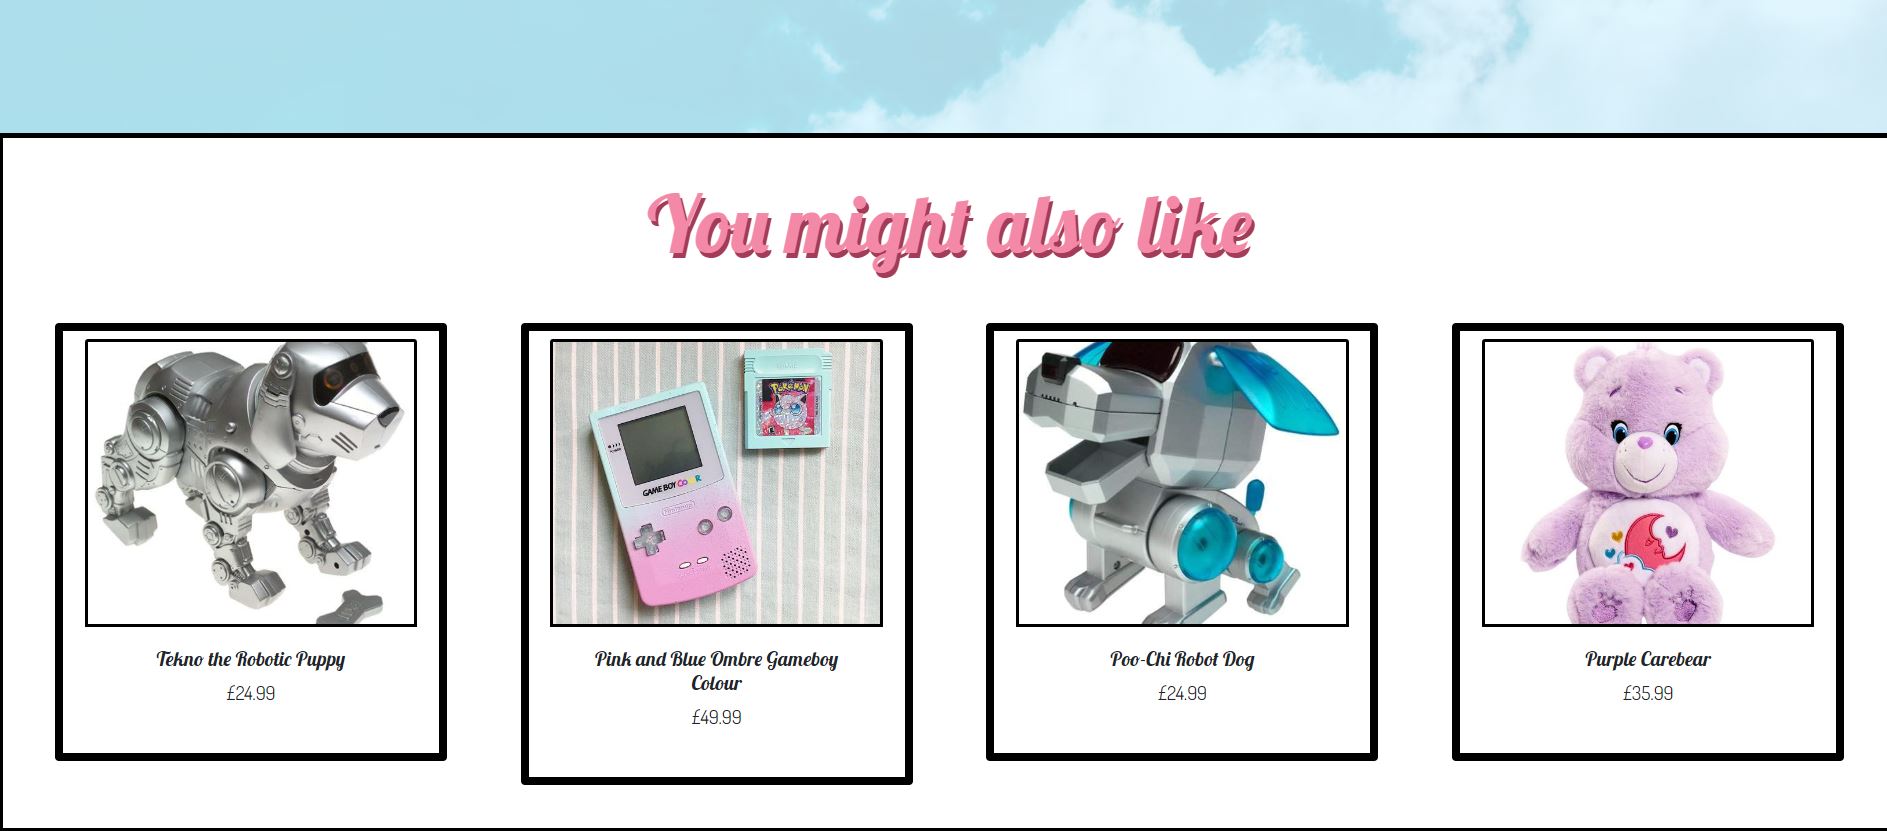 You might also like
POKéMON
GAME BOY COLOR
Nintendo
Tekno the Robotic Puppy
£24.99
Pink and Blue Ombre Gameboy
Colour
£49.99
Poo-Chi Robot Dog
£24.99
Purple Carebear
£35.99